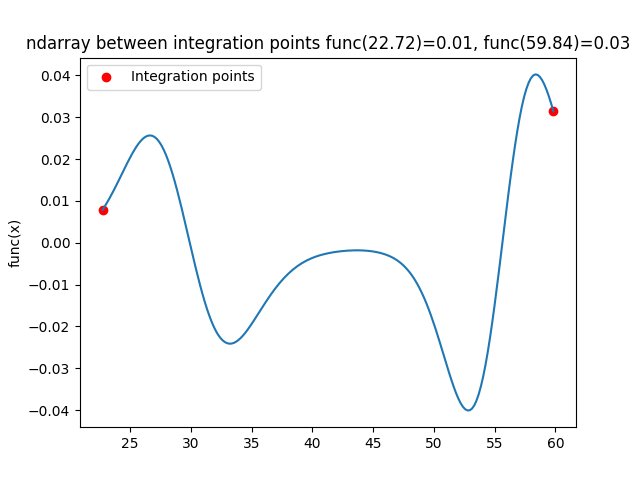 ndarray between integration points func(22.72)=0.01, func(59.84)=0.03
Integration points
func(x)
0.04
0.03
0.02
0.01
0.00
−0.01
−0.02
−0.03
−0.04
25 30 35 40 45 50 55 60